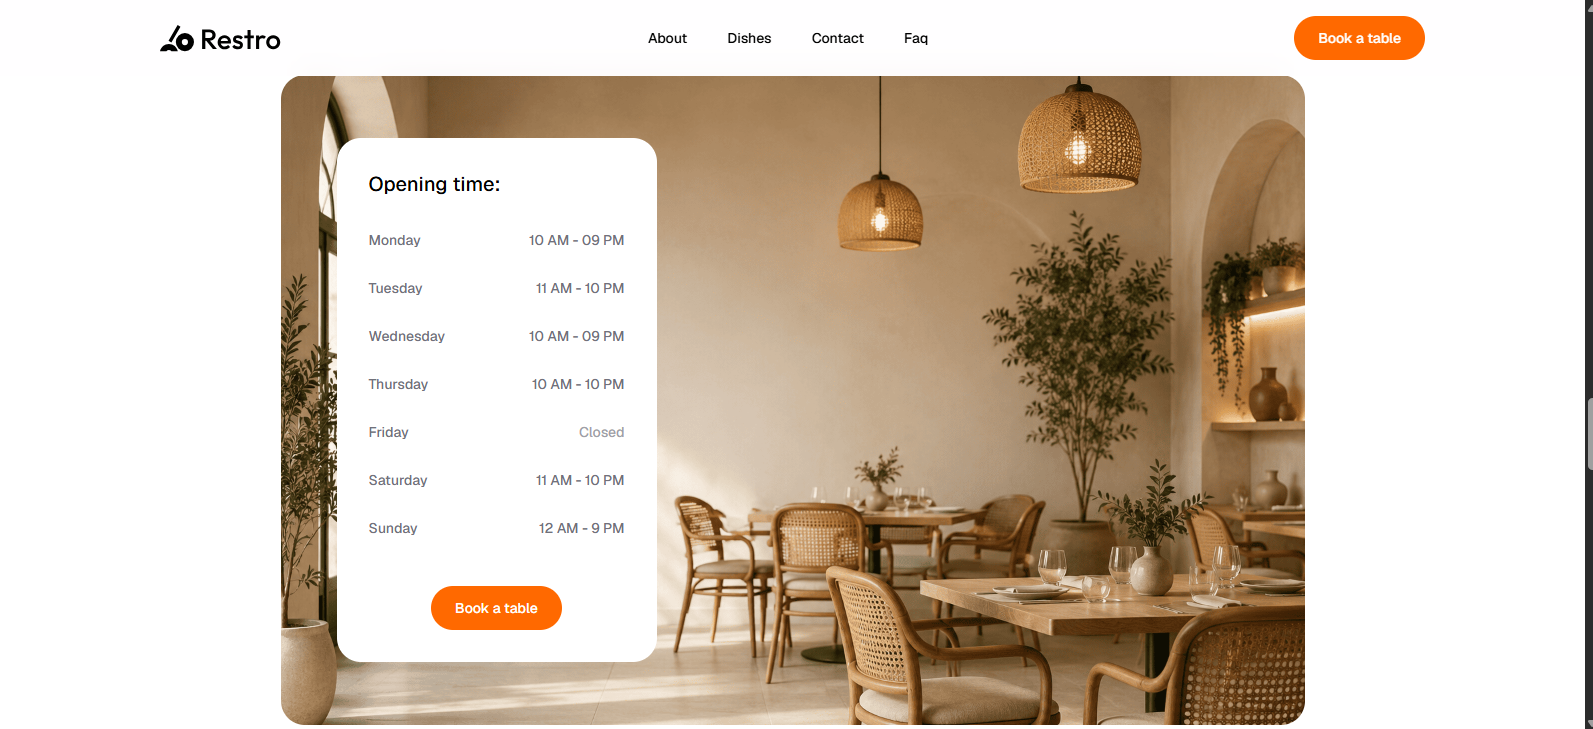 Restro
About Dishes Contact Faq
Book a table
Opening time:
Monday 10 AM - 09 PM
Tuesday 11 AM - 10 PM
Wednesday 10 AM - 09 PM
Thursday 10 AM - 10 PM
Friday Closed
Saturday 11 AM - 10 PM
Sunday 12 AM - 9 PM
Book a table